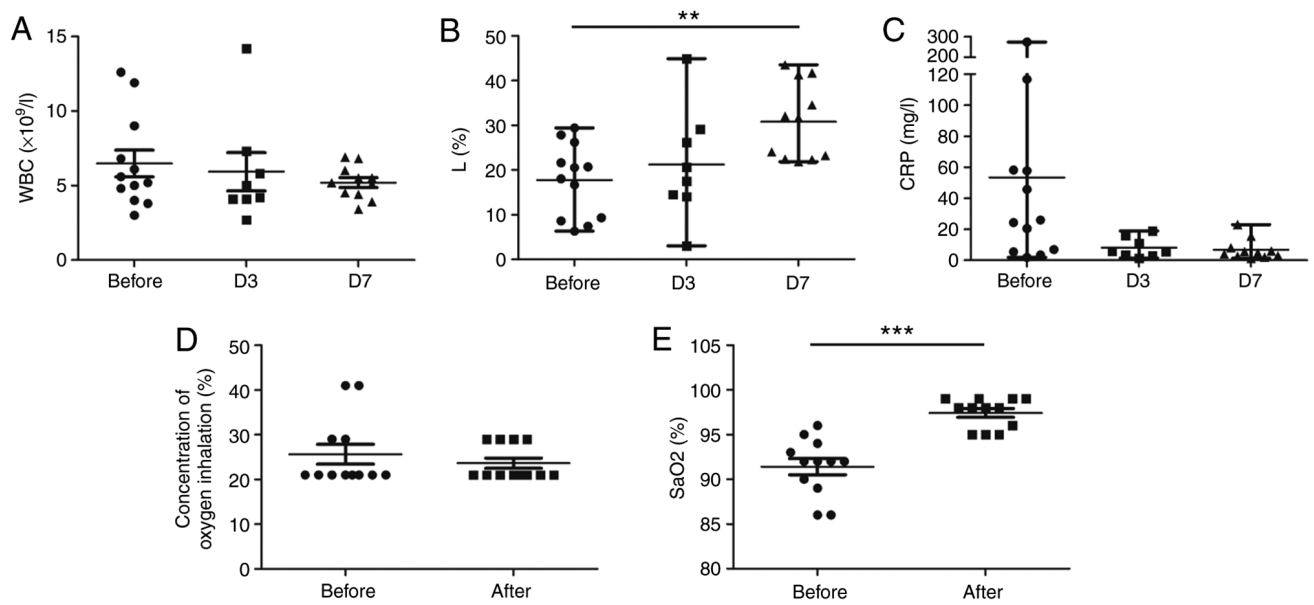 A
WBC (×10⁹/l)
15
10
5
0
Before
D3
D7
B
**
L (%)
50
40
30
20
10
0
Before
D3
D7
C
CRP (mg/l)
300
200
120
100
80
60
40
20
0
Before
D3
D7
D
Concentration of
oxygen inhalation (%)
50
40
30
20
10
0
Before
After
E
***
SaO2 (%)
105
100
95
90
85
80
Before
After